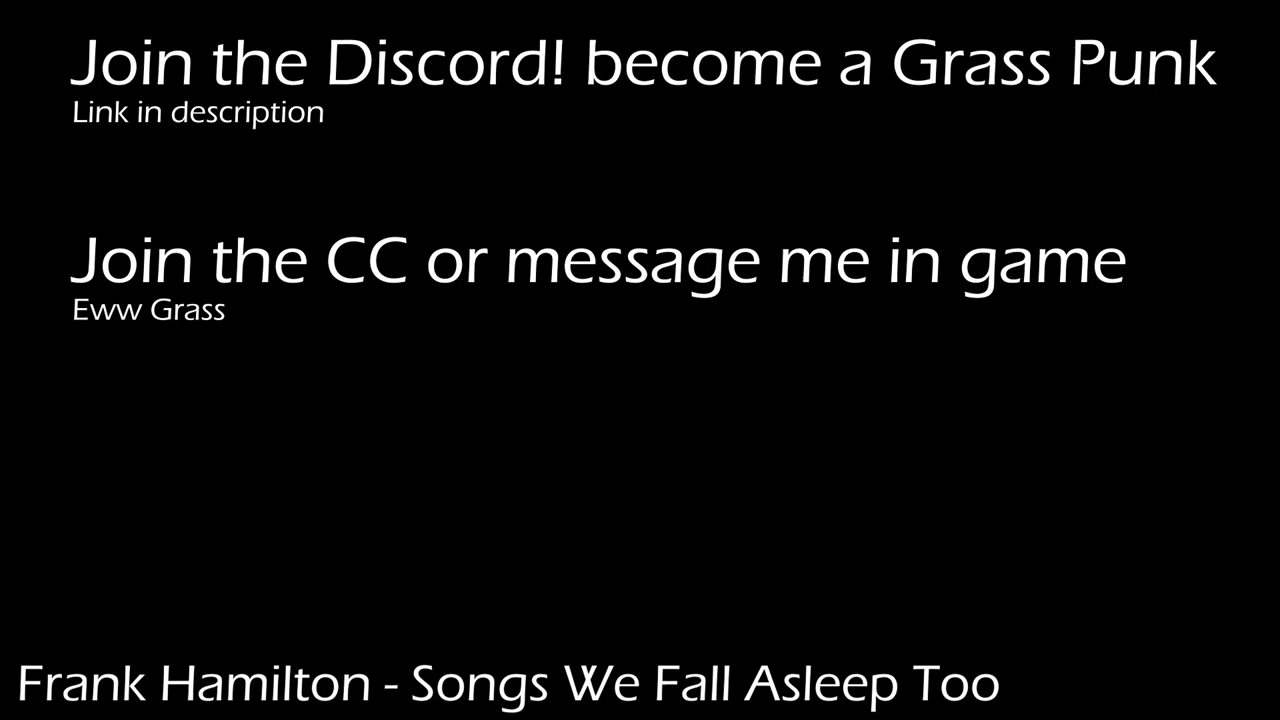 Join the Discord! become a Grass Punk
Link in description
Join the CC or message me in game
Eww Grass
Frank Hamilton - Songs We Fall Asleep Too